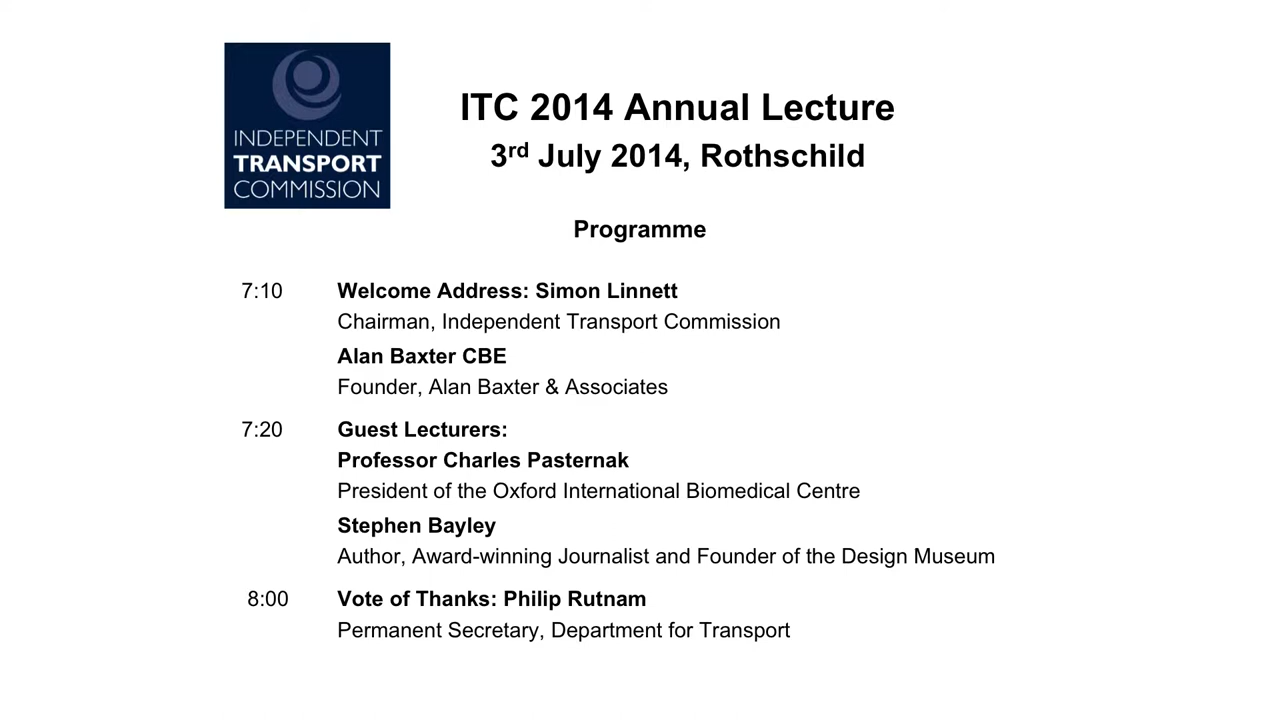 INDEPENDENT
TRANSPORT
COMMISSION
ITC 2014 Annual Lecture
3rd July 2014, Rothschild
Programme
7:10 Welcome Address: Simon Linnett
Chairman, Independent Transport Commission
Alan Baxter CBE
Founder, Alan Baxter & Associates
7:20 Guest Lecturers:
Professor Charles Pasternak
President of the Oxford International Biomedical Centre
Stephen Bayley
Author, Award-winning Journalist and Founder of the Design Museum
8:00 Vote of Thanks: Philip Rutnam
Permanent Secretary, Department for Transport